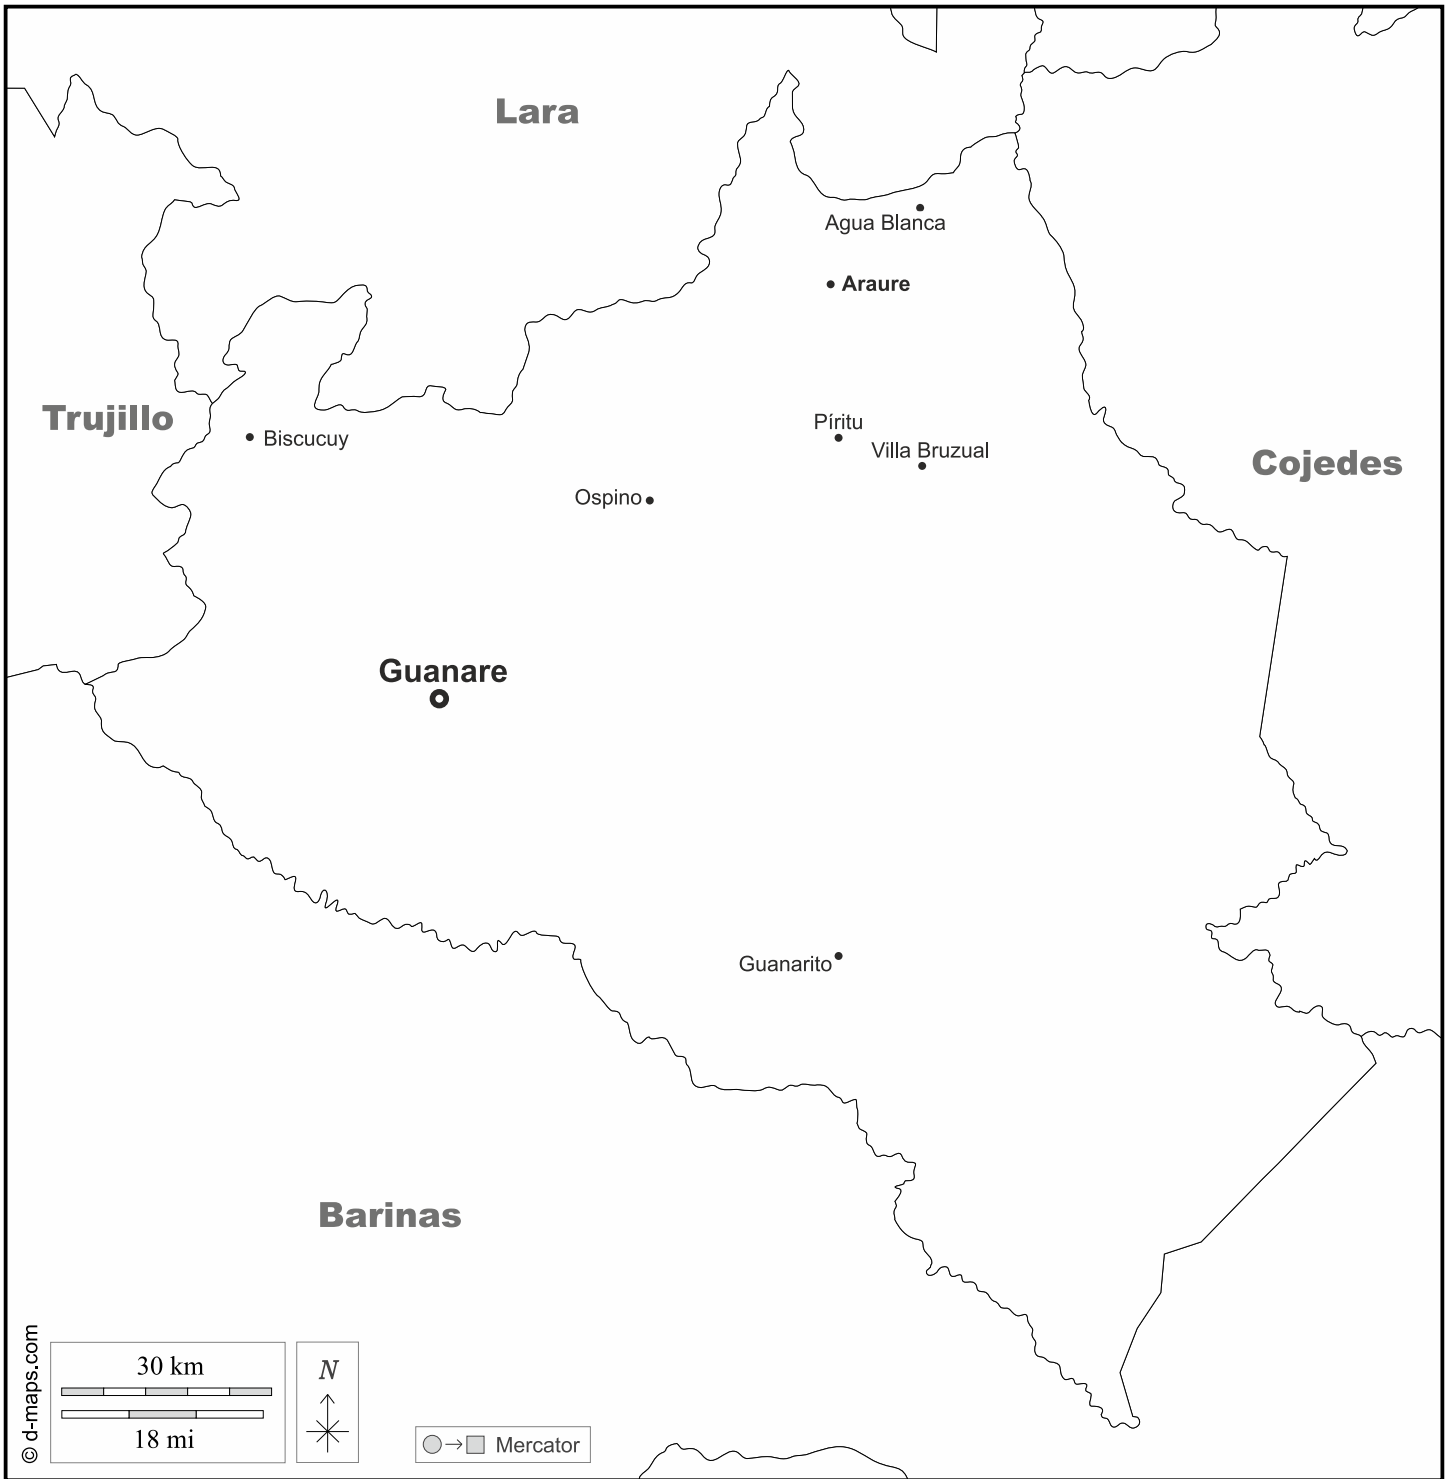 Lara
Agua Blanca
Araure
Trujillo
Biscucuy
Píritu
Villa Bruzual
Cojedes
Ospino
Guanare
Guanarito
Barinas
© d-maps.com
30 km
18 mi
N
Mercator